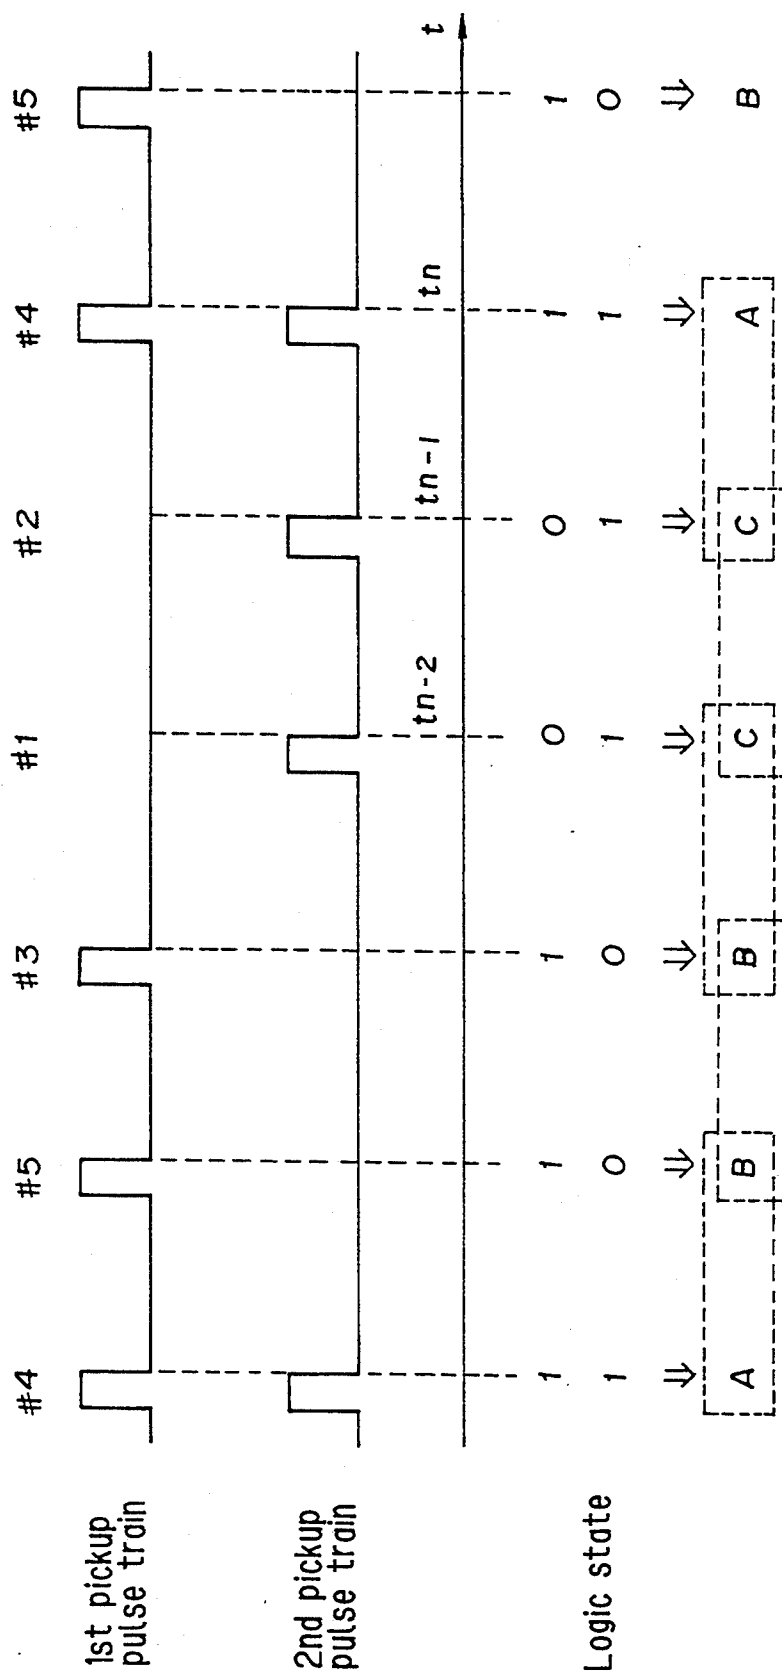 #4 #5 #3 #1 #2 #4 #5
1st pickup
pulse train
2nd pickup
pulse train
tn-2 tn-1 tn t
Logic state
1 1 1 0 0 1 1
1 0 0 1 1 1 0
⇒ ⇒ ⇒ ⇒ ⇒ ⇒ ⇒
A B B C C A B